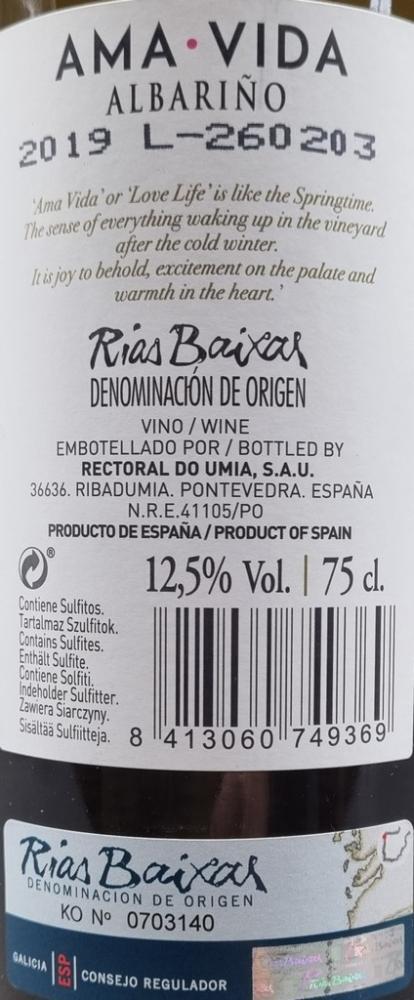 AMA·VIDA
ALBARIÑO
2019 L-260203
'Ama Vida' or 'Love Life' is like the Springtime.
The sense of everything waking up in the vineyard
after the cold winter.
It is joy to behold, excitement on the palate and
warmth in the heart.'
Rías Baixas
DENOMINACIÓN DE ORIGEN
VINO / WINE
EMBOTELLADO POR / BOTTLED BY
RECTORAL DO UMIA, S.A.U.
36636. RIBADUMIA. PONTEVEDRA. ESPAÑA
N.R.E.41105/PO
PRODUCTO DE ESPAÑA / PRODUCT OF SPAIN
®
12,5% Vol. | 75 cl.
Contiene Sulfitos.
Tartalmaz Szulfitok.
Contains Sulfites.
Enthält Sulfite.
Contiene Solfiti.
Indeholder Sulfitter.
Zawiera Siarczyny.
Sisältää Sulfiitteja.
8 413060 749369
Rías Baixas
DENOMINACION DE ORIGEN
KO Nº 0703140
GALICIA | ESP | CONSEJO REGULADOR